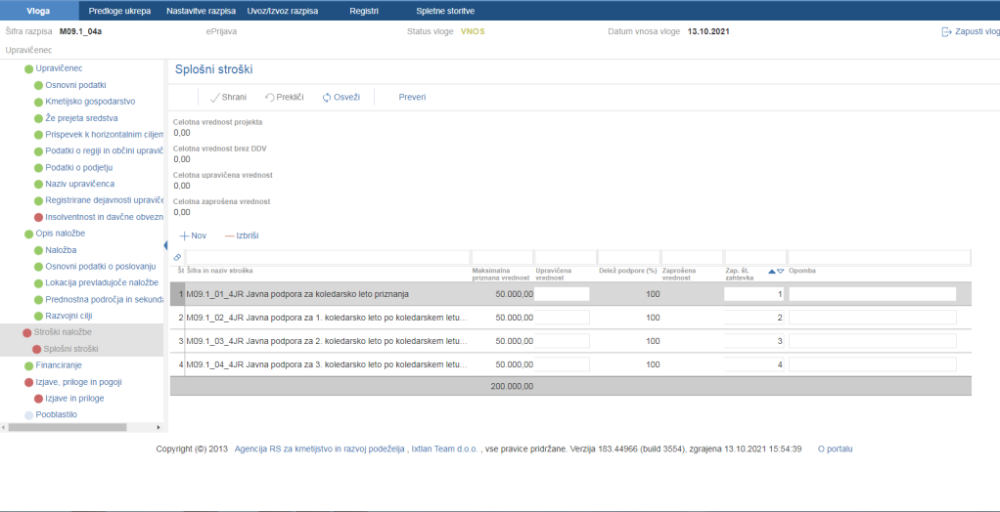 Vloga Predloge ukrepa Nastavitve razpisa Uvoz/Izvoz razpisa Registri Spletne storitve
Šifra razpisa M09.1_04a ePrijava Status vloge VNOS Datum vnosa vloge 13.10.2021 Zapusti vlog
Upravičenec
Upravičenec
Osnovni podatki
Kmetijsko gospodarstvo
Že prejeta sredstva
Prispevek k horizontalnim ciljem
Podatki o regiji in občini upravič
Podatki o podjetju
Naziv upravičenca
Registrirane dejavnosti upraviče
Insolventnost in davčne obvezn
Opis naložbe
Naložba
Osnovni podatki o poslovanju
Lokacija prevladujoče naložbe
Prednostna področja in sekunda
Razvojni cilji
Stroški naložbe
Splošni stroški
Financiranje
Izjave, priloge in pogoji
Izjave in priloge
Pooblastilo
Splošni stroški
Shrani Prekliči Osveži Preveri
Celotna vrednost projekta
0,00
Celotna vrednost brez DDV
0,00
Celotna upravičena vrednost
0,00
Celotna zaprošena vrednost
0,00
Nov Izbriši
Št Šifra in naziv stroška Maksimalna priznana vrednost Upravičena vrednost Delež podpore (%) Zaprošena vrednost Zap. št. zahtevka Opomba
1 M09.1_01_4JR Javna podpora za koledarsko leto priznanja 50.000,00 100 1
2 M09.1_02_4JR Javna podpora za 1. koledarsko leto po koledarskem letu... 50.000,00 100 2
3 M09.1_03_4JR Javna podpora za 2. koledarsko leto po koledarskem letu... 50.000,00 100 3
4 M09.1_04_4JR Javna podpora za 3. koledarsko leto po koledarskem letu... 50.000,00 100 4
200.000,00
Copyright (©) 2013 Agencija RS za kmetijstvo in razvoj podeželja , Ixtlan Team d.o.o. , vse pravice pridržane. Verzija 183.44966 (build 3554), zgrajena 13.10.2021 15:54:39 O portalu